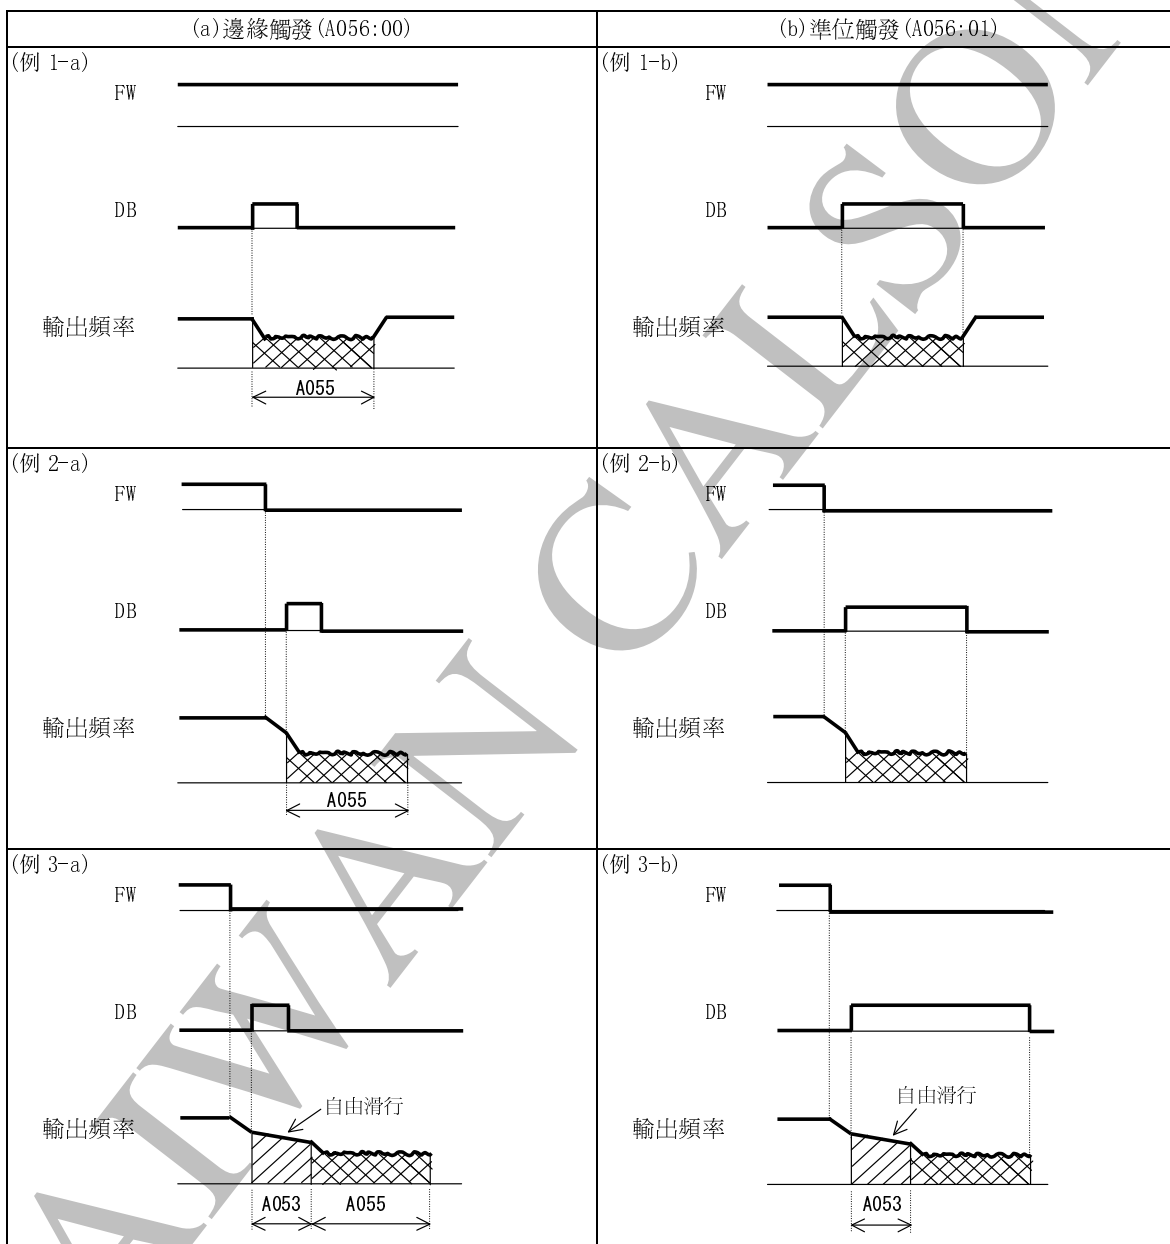 (a)邊緣觸發(A056:00)
(b)準位觸發(A056:01)
(例 1-a)
FW
DB
輸出頻率
A055
(例 1-b)
FW
DB
輸出頻率
(例 2-a)
FW
DB
輸出頻率
A055
(例 2-b)
FW
DB
輸出頻率
(例 3-a)
FW
DB
自由滑行
輸出頻率
A053
A055
(例 3-b)
FW
DB
自由滑行
輸出頻率
A053
AIWAN CALSO